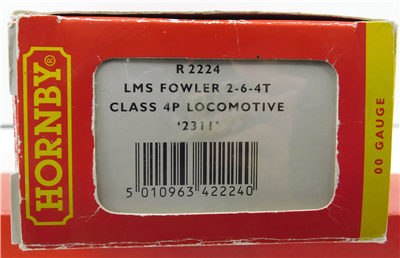 HORNBY®
R 2224
LMS FOWLER 2-6-4T
CLASS 4P LOCOMOTIVE
'2311'
5 010963 422240
00 GAUGE